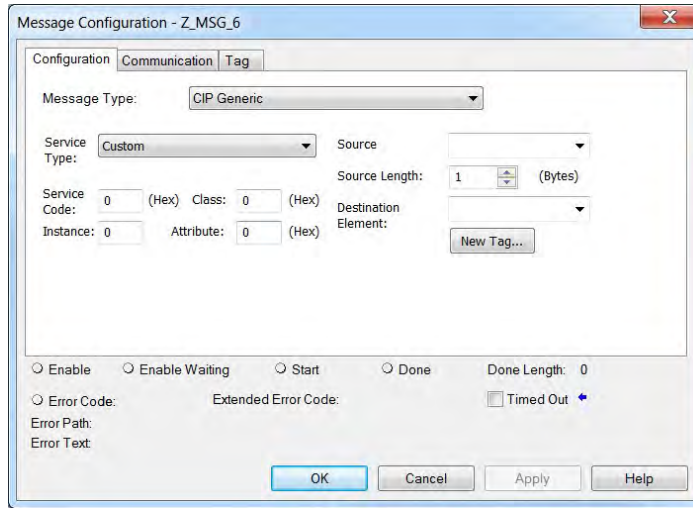 Message Configuration - Z_MSG_6
X
Configuration Communication Tag
Message Type: CIP Generic
Service Type: Custom
Source
Source Length: 1 (Bytes)
Service Code: 0 (Hex) Class: 0 (Hex)
Destination Element:
Instance: 0 Attribute: 0 (Hex)
New Tag...
Enable Enable Waiting Start Done Done Length: 0
Error Code: Extended Error Code: Timed Out
Error Path:
Error Text:
OK Cancel Apply Help